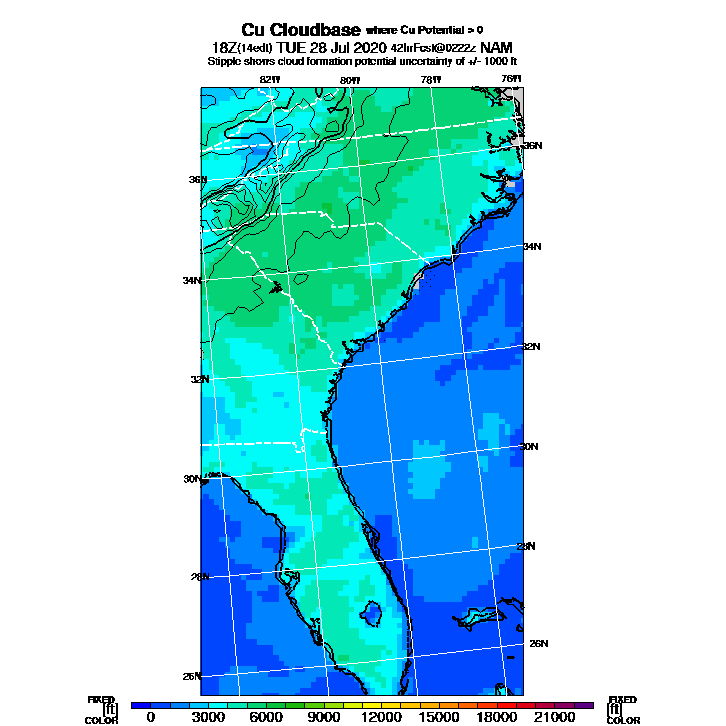 Cu Cloudbase where Cu Potential > 0
18Z(14edt) TUE 28 Jul 2020 42hrFcst@0222z NAM
Stipple shows cloud formation potential uncertainty of +/- 1000 ft
82W 80W 78W 76W
36N
36N
34N
34N
32N
32N
30N
30N
28N
28N
26N
26N
FIXED FIXED
[ft] [ft]
0 3000 6000 9000 12000 15000 18000 21000
COLOR COLOR